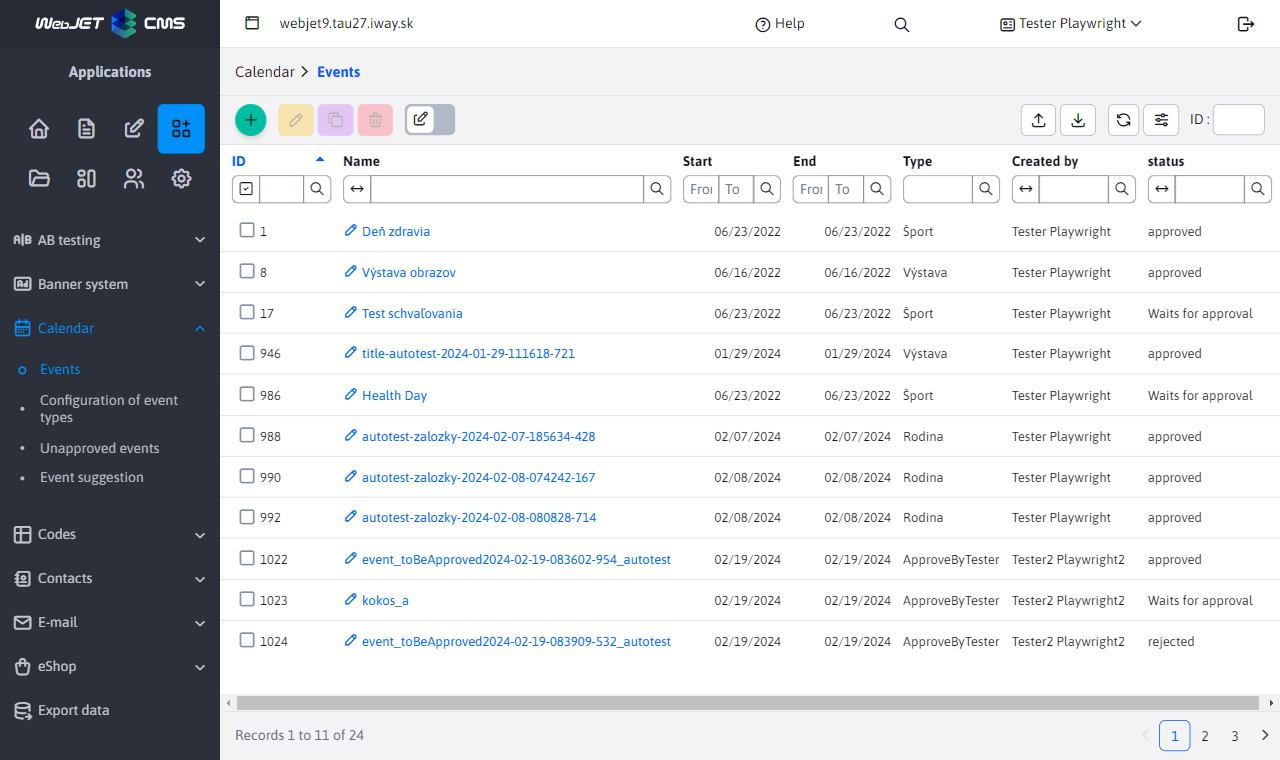 WebJET CMS
webjet9.tau27.iway.sk
Help
Tester Playwright
Applications
Calendar > Events
ID :
AB testing
Banner system
Calendar
Events
Configuration of event types
Unapproved events
Event suggestion
Codes
Contacts
E-mail
eShop
Export data
ID Name Start End Type Created by status
From To From To
1 Deň zdravia 06/23/2022 06/23/2022 Šport Tester Playwright approved
8 Výstava obrazov 06/16/2022 06/16/2022 Výstava Tester Playwright approved
17 Test schvaľovania 06/23/2022 06/23/2022 Šport Tester Playwright Waits for approval
946 title-autotest-2024-01-29-111618-721 01/29/2024 01/29/2024 Výstava Tester Playwright approved
986 Health Day 06/23/2022 06/23/2022 Šport Tester Playwright Waits for approval
988 autotest-zalozky-2024-02-07-185634-428 02/07/2024 02/07/2024 Rodina Tester Playwright approved
990 autotest-zalozky-2024-02-08-074242-167 02/08/2024 02/08/2024 Rodina Tester Playwright approved
992 autotest-zalozky-2024-02-08-080828-714 02/08/2024 02/08/2024 Rodina Tester Playwright approved
1022 event_toBeApproved2024-02-19-083602-954_autotest 02/19/2024 02/19/2024 ApproveByTester Tester2 Playwright2 approved
1023 kokos_a 02/19/2024 02/19/2024 ApproveByTester Tester2 Playwright2 Waits for approval
1024 event_toBeApproved2024-02-19-083909-532_autotest 02/19/2024 02/19/2024 ApproveByTester Tester2 Playwright2 rejected
Records 1 to 11 of 24
1 2 3